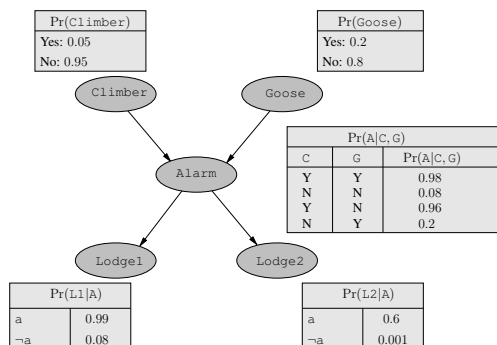 Pr(Climber)
Yes: 0.05
No: 0.95
Pr(Goose)
Yes: 0.2
No: 0.8
Climber
Goose
Alarm
Pr(A|C, G)
C G Pr(A|C, G)
Y Y 0.98
N N 0.08
Y N 0.96
N Y 0.2
Lodge1
Lodge2
Pr(L1|A)
a 0.99
¬a 0.08
Pr(L2|A)
a 0.6
¬a 0.001